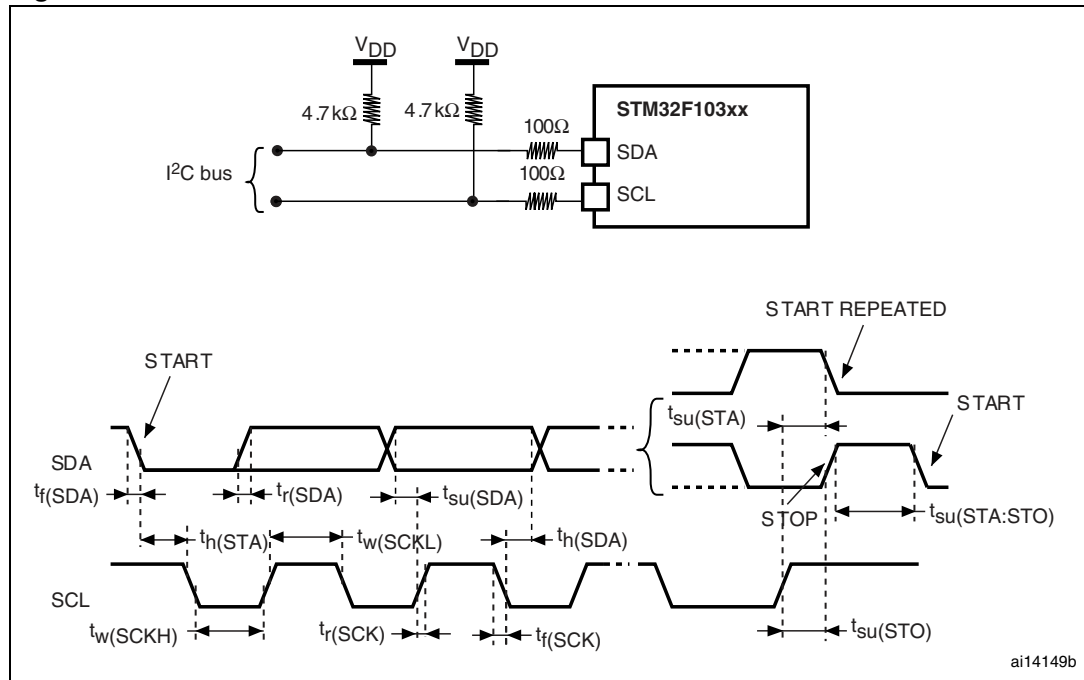 VDD VDD
4.7kΩ 4.7kΩ
STM32F103xx
100Ω
SDA
I²C bus
100Ω
SCL
START REPEATED
START
START
tsu(STA)
SDA
tf(SDA) tr(SDA) tsu(SDA)
STOP tsu(STA:STO)
th(STA) tw(SCKL) th(SDA)
SCL
tw(SCKH) tr(SCK) tf(SCK) tsu(STO)
ai14149b